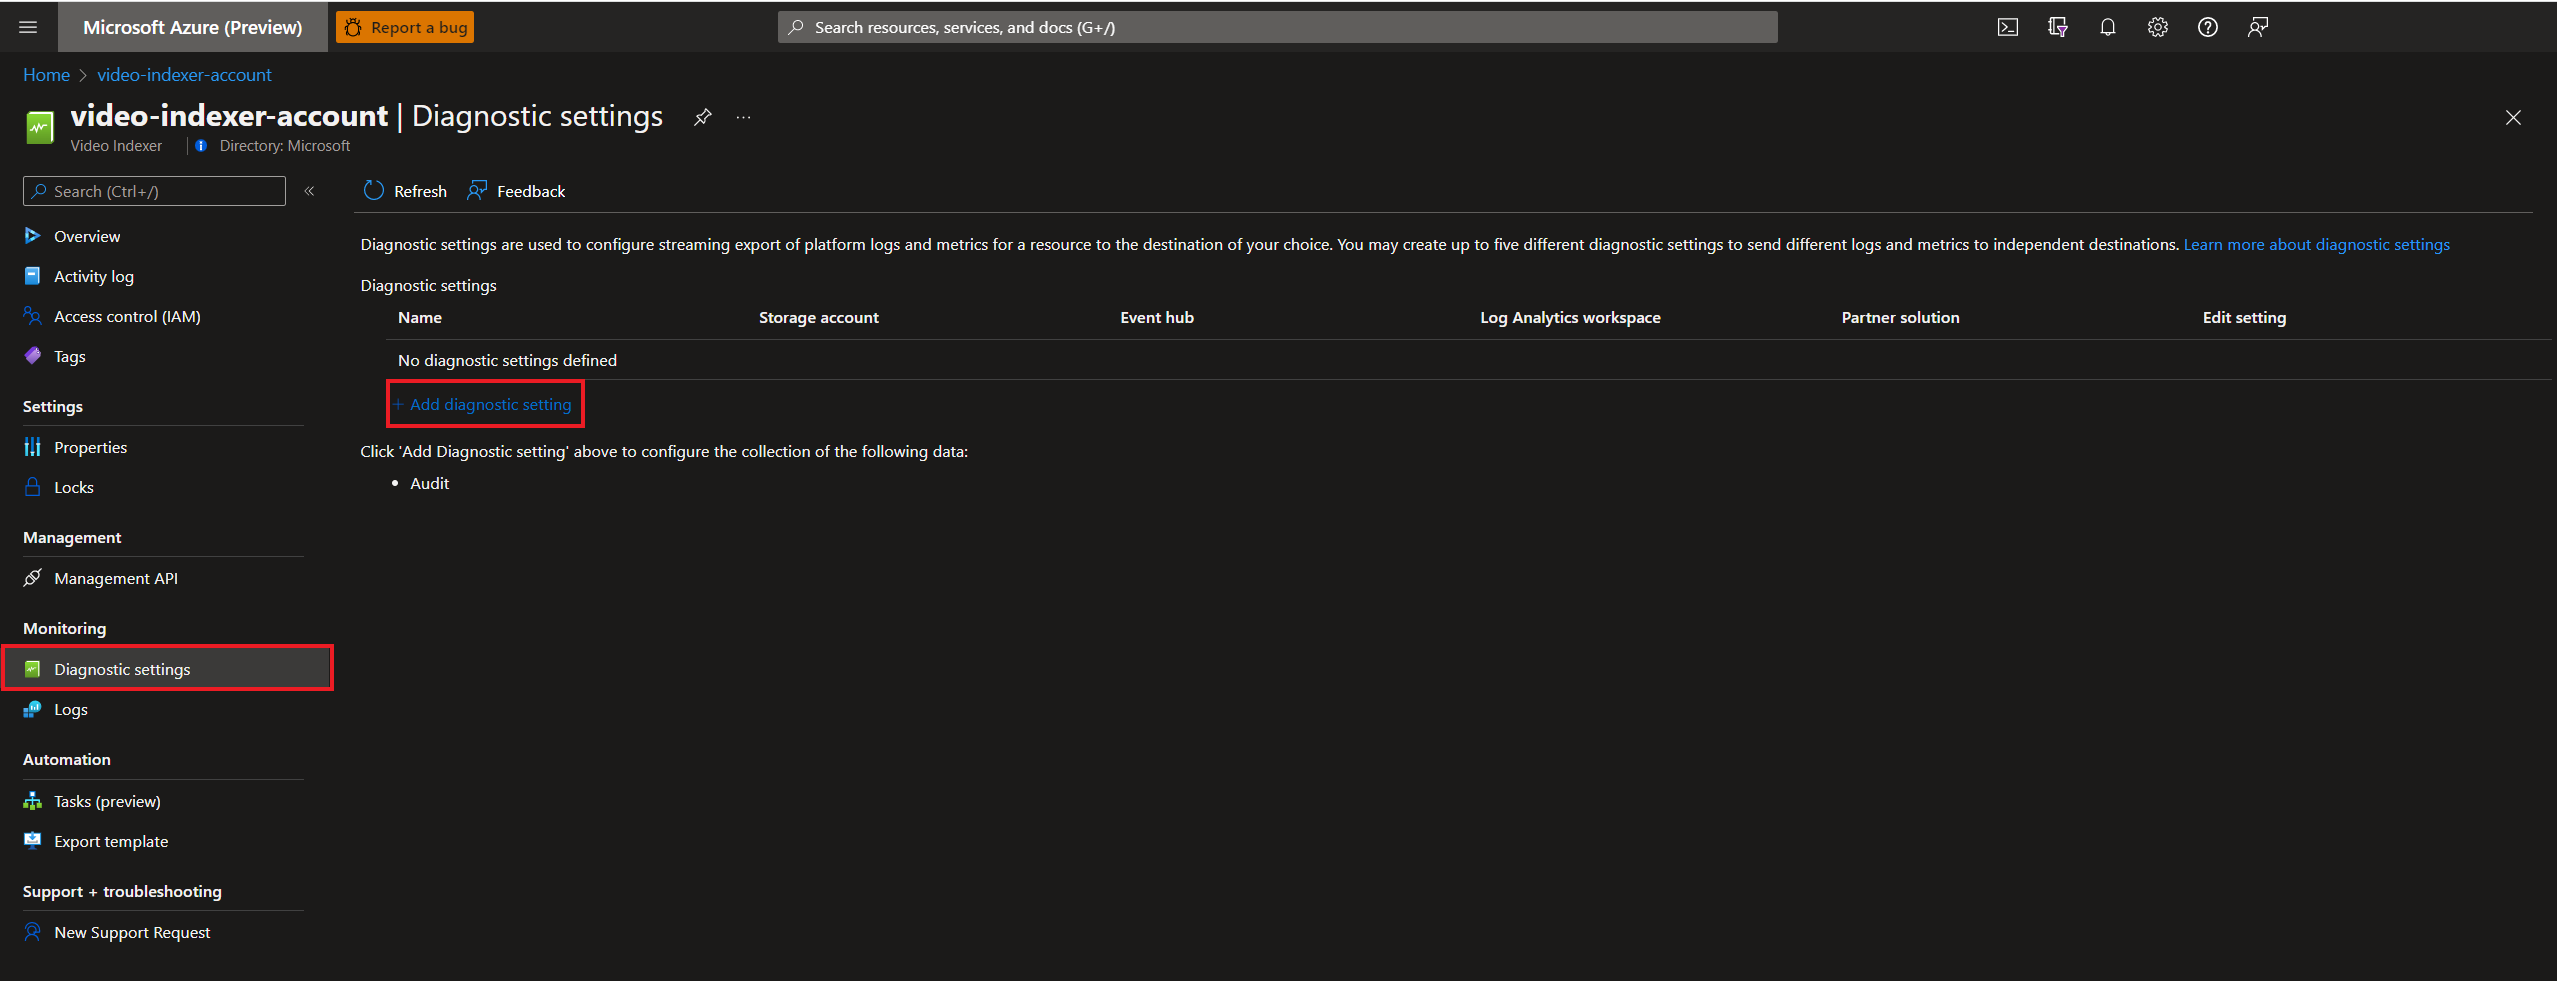 Microsoft Azure (Preview)
Report a bug
Search resources, services, and docs (G+/)
Home > video-indexer-account
video-indexer-account | Diagnostic settings
Video Indexer
Directory: Microsoft
Search (Ctrl+/)
Overview
Activity log
Access control (IAM)
Tags
Settings
Properties
Locks
Management
Management API
Monitoring
Diagnostic settings
Logs
Automation
Tasks (preview)
Export template
Support + troubleshooting
New Support Request
Refresh Feedback
Diagnostic settings are used to configure streaming export of platform logs and metrics for a resource to the destination of your choice. You may create up to five different diagnostic settings to send different logs and metrics to independent destinations. Learn more about diagnostic settings
Diagnostic settings
Name Storage account Event hub Log Analytics workspace Partner solution Edit setting
No diagnostic settings defined
+ Add diagnostic setting
Click 'Add Diagnostic setting' above to configure the collection of the following data:
• Audit